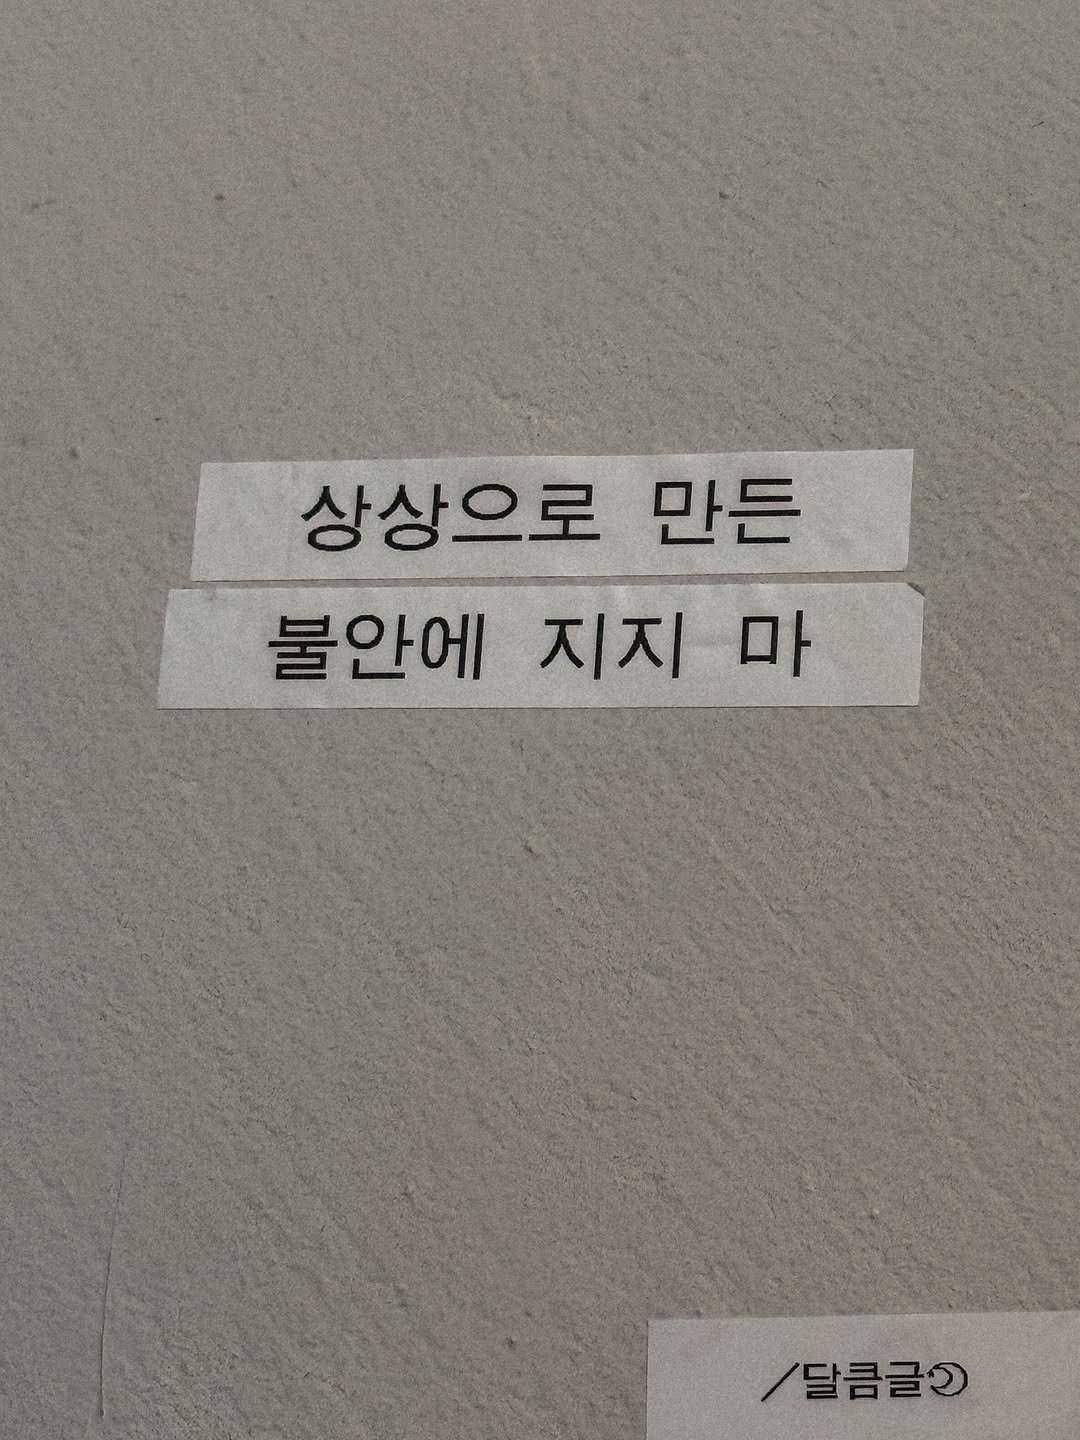 상상으로 만든
불안에 지지 마
/달큼글☽